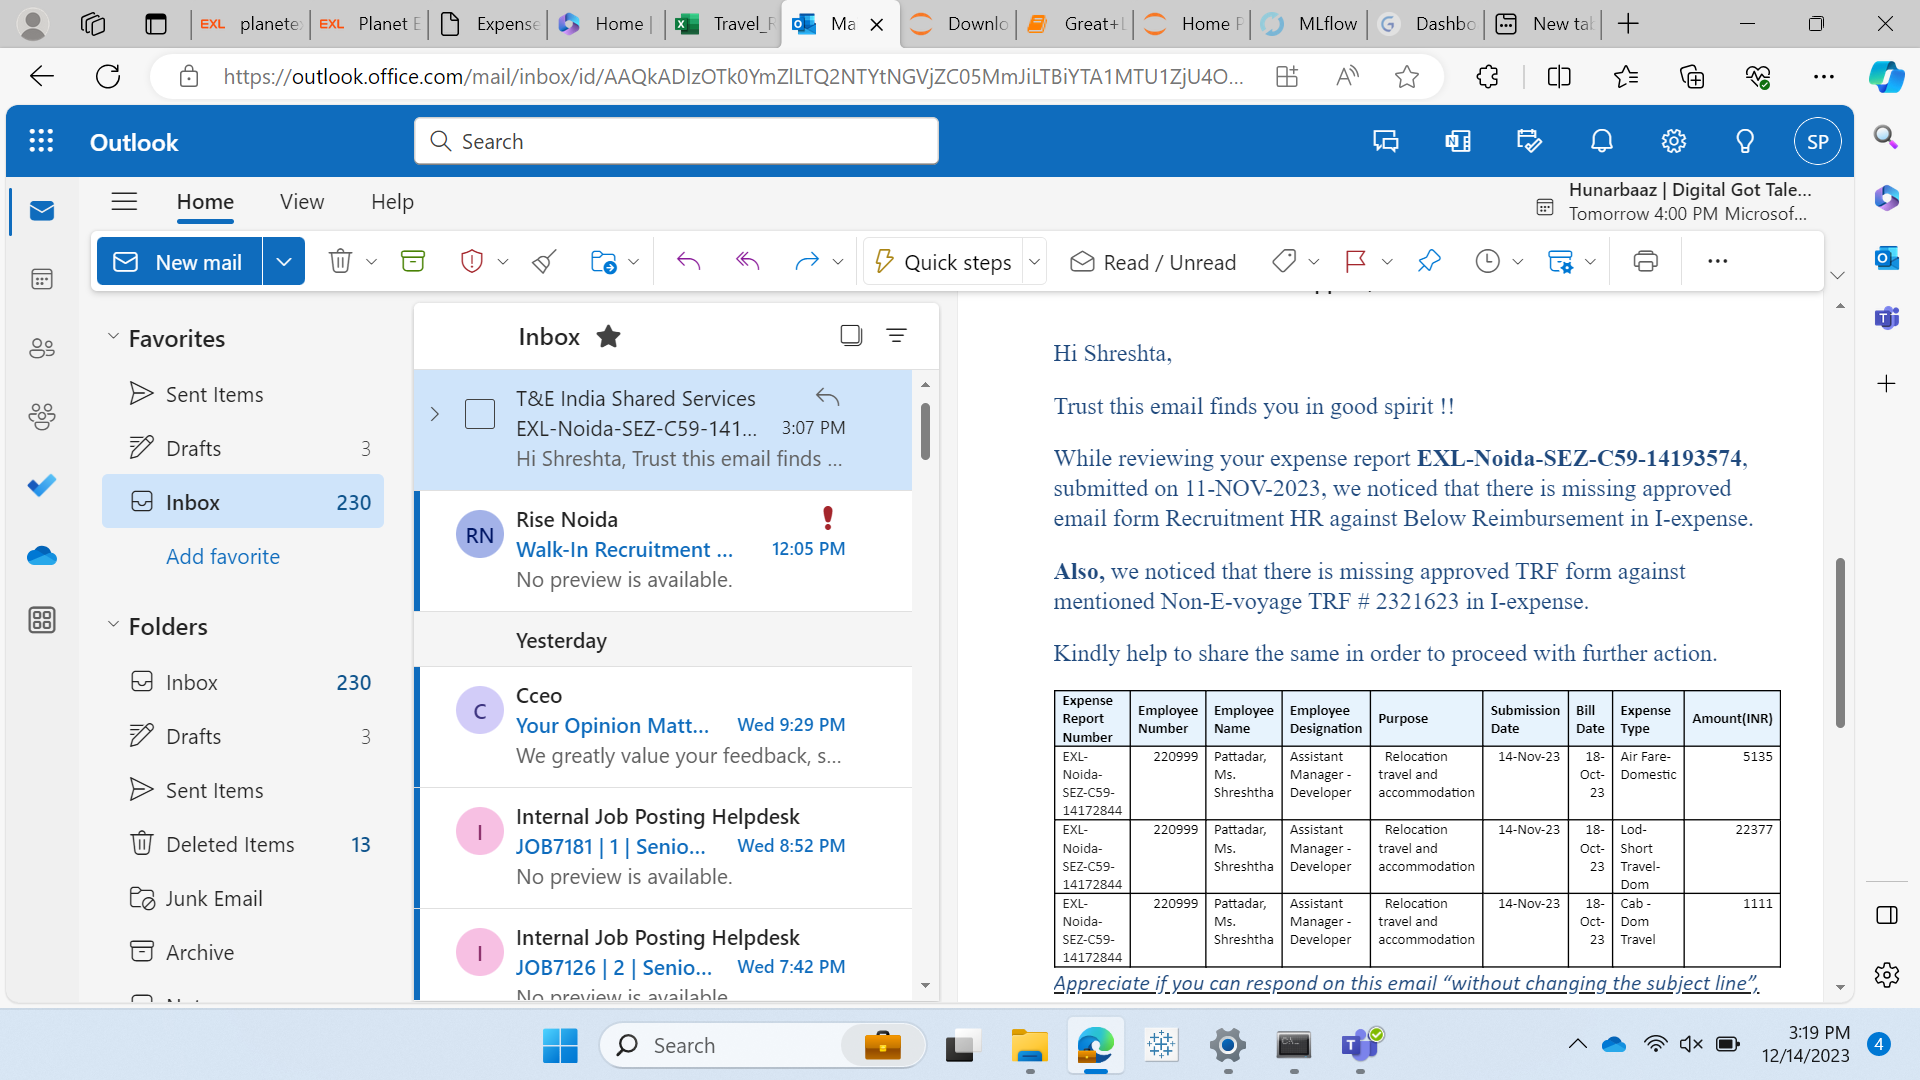 EXL planetex
EXL Planet E
Expense
Home |
Travel_R
Ma
Downlo
Great+L
Home P
MLflow
Dashbo
New tab
https://outlook.office.com/mail/inbox/id/AAQkADIzOTk0YmZlLTQ2NTYtNGVjZC05MmJiLTBiYTA1MTU1ZjU4O...
Outlook
Search
SP
Home View Help
Hunarbaaz | Digital Got Tale...
Tomorrow 4:00 PM Microsof...
New mail
Quick steps
Read / Unread
Favorites
Sent Items
Drafts 3
Inbox 230
Add favorite
Folders
Inbox 230
Drafts 3
Sent Items
Deleted Items 13
Junk Email
Archive
Inbox
T&E India Shared Services
EXL-Noida-SEZ-C59-141... 3:07 PM
Hi Shreshta, Trust this email finds ...
RN
Rise Noida
Walk-In Recruitment ... 12:05 PM
No preview is available.
Yesterday
C
Cceo
Your Opinion Matt... Wed 9:29 PM
We greatly value your feedback, s...
I
Internal Job Posting Helpdesk
JOB7181 | 1 | Senio... Wed 8:52 PM
No preview is available.
I
Internal Job Posting Helpdesk
JOB7126 | 2 | Senio... Wed 7:42 PM
No preview is available.
Hi Shreshta,
Trust this email finds you in good spirit !!
While reviewing your expense report EXL-Noida-SEZ-C59-14193574,
submitted on 11-NOV-2023, we noticed that there is missing approved
email form Recruitment HR against Below Reimbursement in I-expense.
Also, we noticed that there is missing approved TRF form against
mentioned Non-E-voyage TRF # 2321623 in I-expense.
Kindly help to share the same in order to proceed with further action.
Expense Report Number | Employee Number | Employee Name | Employee Designation | Purpose | Submission Date | Bill Date | Expense Type | Amount(INR)
EXL-Noida-SEZ-C59-14172844 | 220999 | Pattadar, Ms. Shreshtha | Assistant Manager - Developer | Relocation travel and accommodation | 14-Nov-23 | 18-Oct-23 | Air Fare-Domestic | 5135
EXL-Noida-SEZ-C59-14172844 | 220999 | Pattadar, Ms. Shreshtha | Assistant Manager - Developer | Relocation travel and accommodation | 14-Nov-23 | 18-Oct-23 | Lod-Short Travel-Dom | 22377
EXL-Noida-SEZ-C59-14172844 | 220999 | Pattadar, Ms. Shreshtha | Assistant Manager - Developer | Relocation travel and accommodation | 14-Nov-23 | 18-Oct-23 | Cab - Dom Travel | 1111
Appreciate if you can respond on this email “without changing the subject line”,
Search
3:19 PM
12/14/2023
4